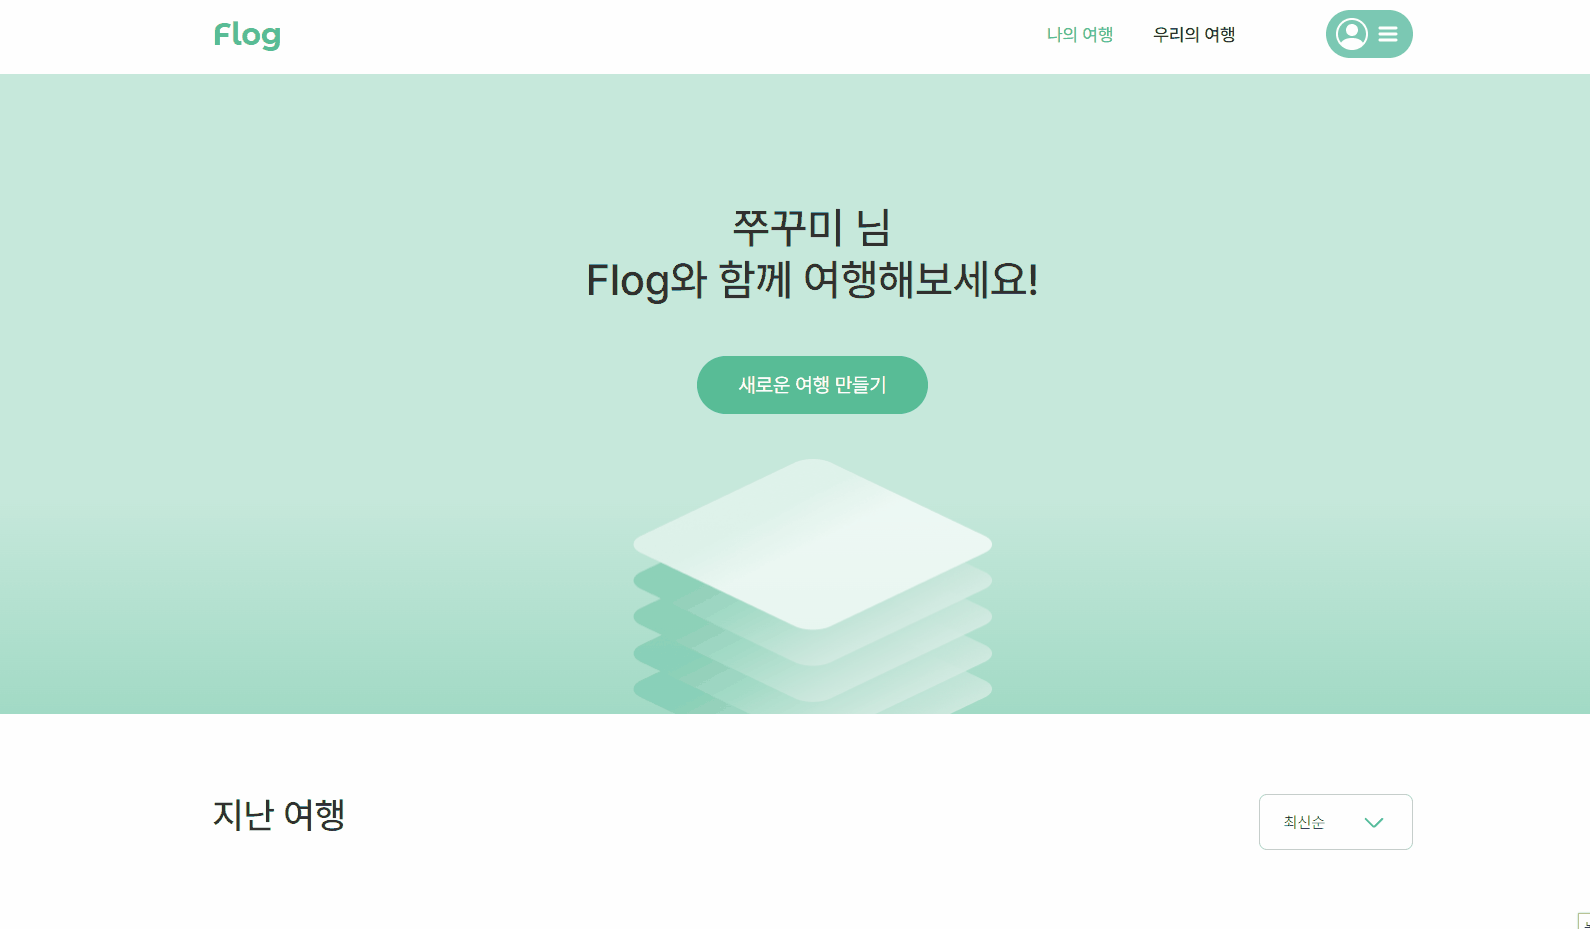 Flog
나의 여행
우리의 여행
쭈꾸미 님
Flog와 함께 여행해보세요!
새로운 여행 만들기
지난 여행
최신순